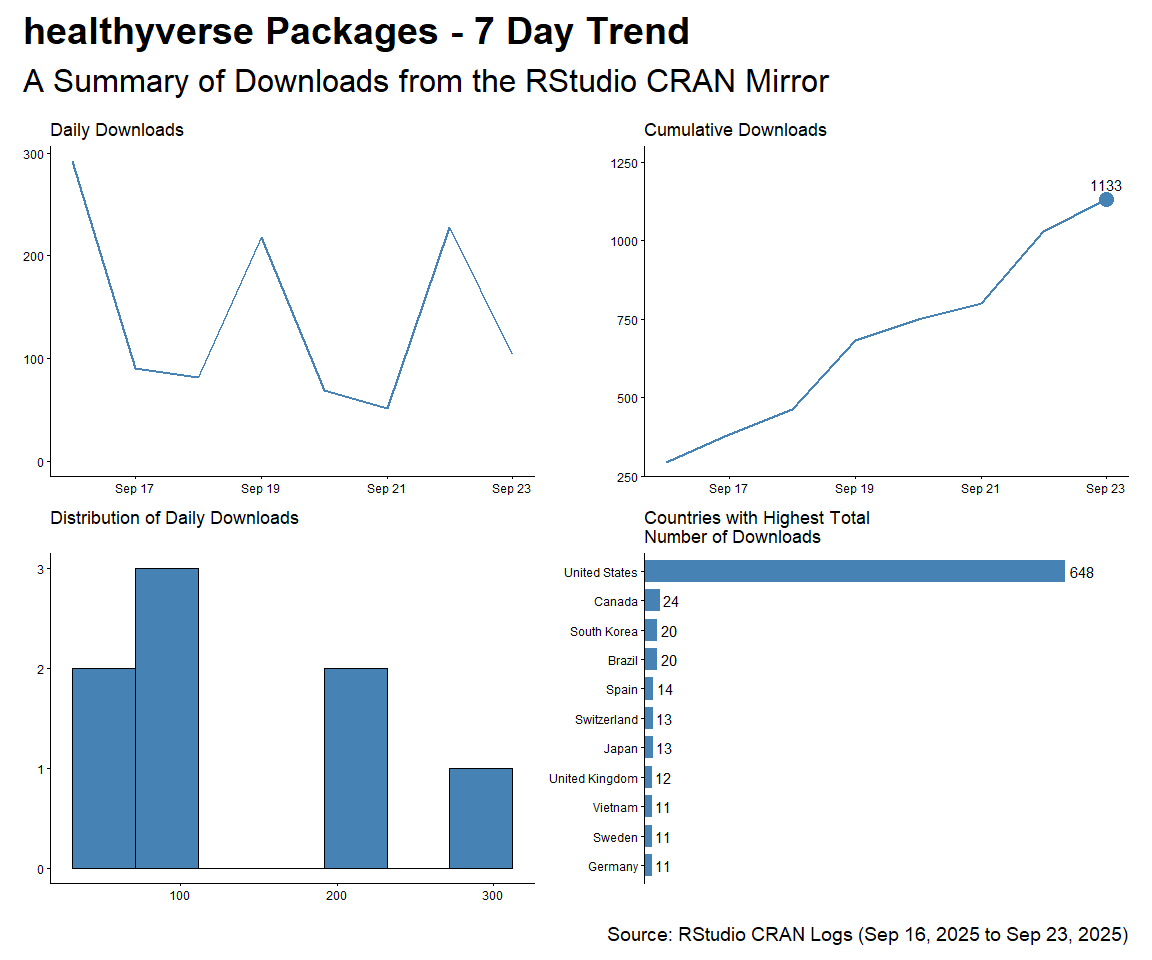 healthyverse Packages - 7 Day Trend
A Summary of Downloads from the RStudio CRAN Mirror
Daily Downloads
300
200
100
0
Sep 17
Sep 19
Sep 21
Sep 23
Cumulative Downloads
1250
1000
750
500
250
1133
Sep 17
Sep 19
Sep 21
Sep 23
Distribution of Daily Downloads
3
2
1
0
100
200
300
Countries with Highest Total
Number of Downloads
United States 648
Canada 24
South Korea 20
Brazil 20
Spain 14
Switzerland 13
Japan 13
United Kingdom 12
Vietnam 11
Sweden 11
Germany 11
Source: RStudio CRAN Logs (Sep 16, 2025 to Sep 23, 2025)